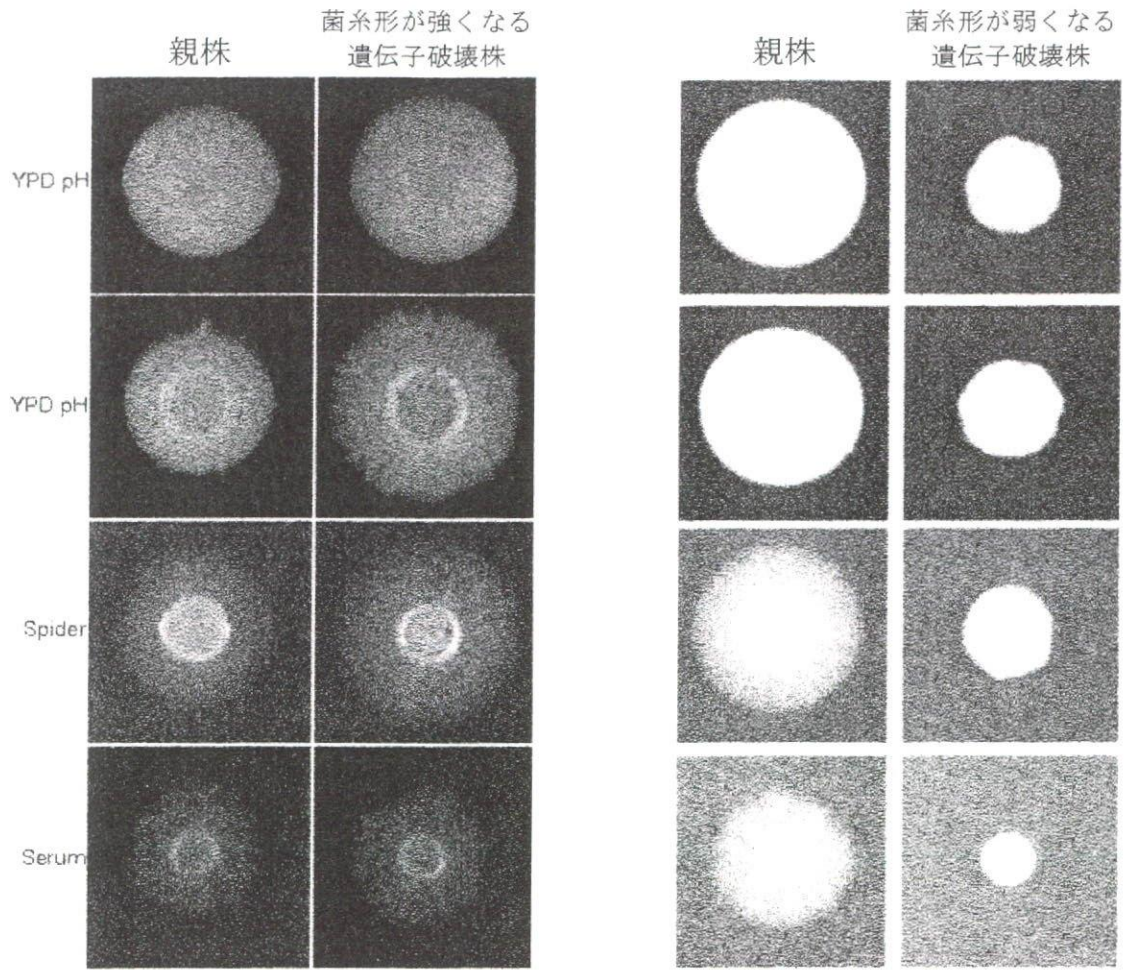 親株
菌糸形が強くなる
遺伝子破壊株
親株
菌糸形が弱くなる
遺伝子破壊株
YPD pH
YPD pH
Spider
Serum